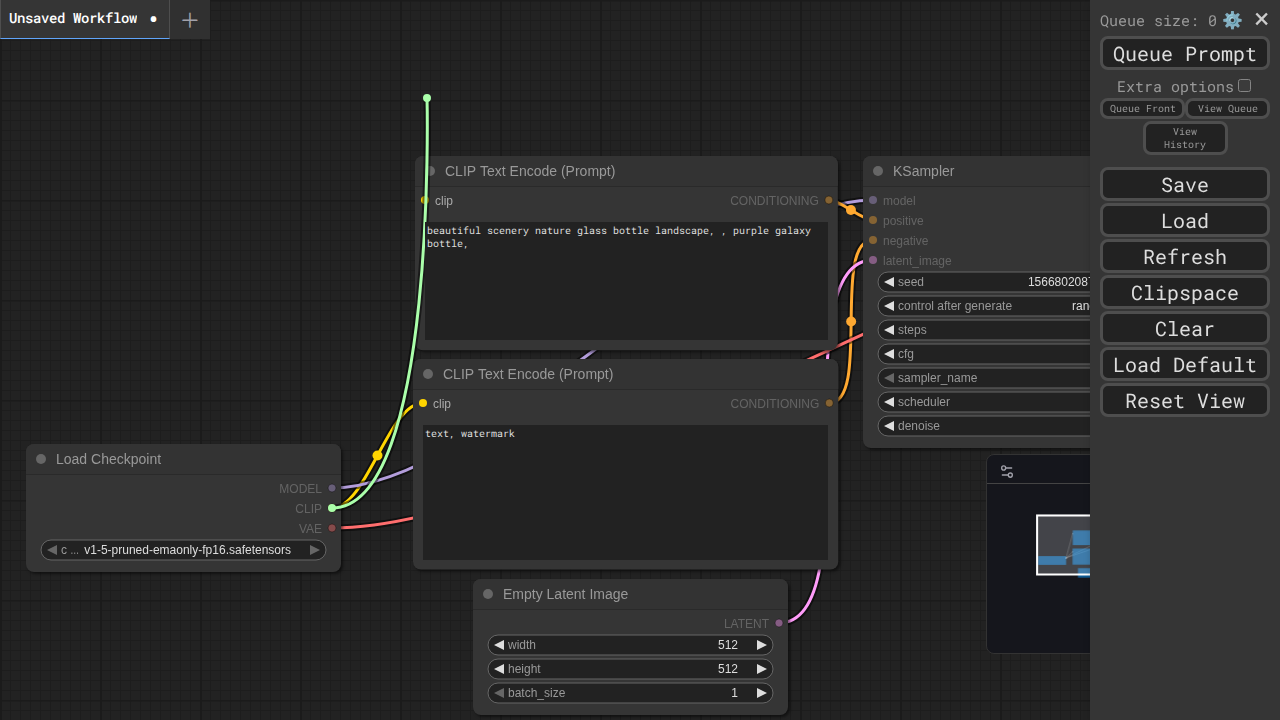 Unsaved Workflow
Queue size: 0
Queue Prompt
Extra options
Queue Front
View Queue
View
History
Save
Load
Refresh
Clipspace
Clear
Load Default
Reset View
CLIP Text Encode (Prompt)
clip
CONDITIONING
beautiful scenery nature glass bottle landscape, , purple galaxy
bottle,
KSampler
model
positive
negative
latent_image
seed
1566802087
control after generate
steps
cfg
sampler_name
scheduler
denoise
CLIP Text Encode (Prompt)
clip
CONDITIONING
text, watermark
Load Checkpoint
MODEL
CLIP
VAE
c ... v1-5-pruned-emaonly-fp16.safetensors
Empty Latent Image
LATENT
width 512
height 512
batch_size 1